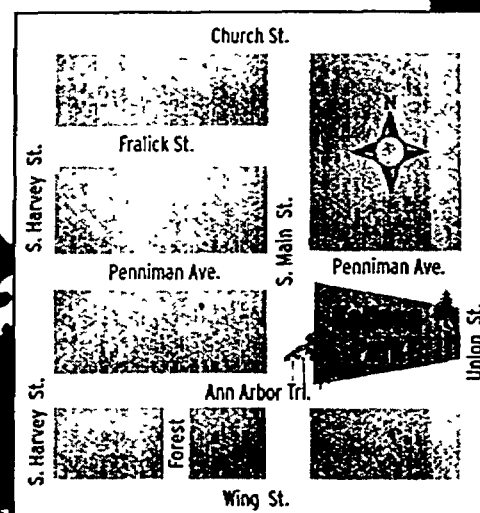 Church St.
N
Fralick St.
S. Harvey St.
S. Main St.
Penniman Ave.
Penniman Ave.
Union St.
Ann Arbor Trl.
S. Harvey St.
Forest
Wing St.